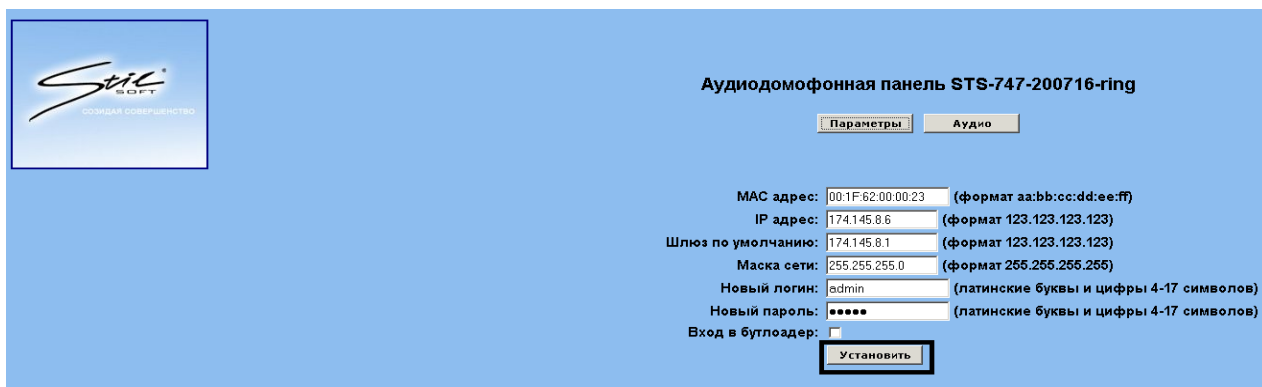 Stil
SOFT
СОЗИДАЯ СОВЕРШЕНСТВО
Аудиодомофонная панель STS-747-200716-ring
Параметры Аудио
MAC адрес: 00:1F:62:00:00:23 (формат aa:bb:cc:dd:ee:ff)
IP адрес: 174.145.8.6 (формат 123.123.123.123)
Шлюз по умолчанию: 174.145.8.1 (формат 123.123.123.123)
Маска сети: 255.255.255.0 (формат 255.255.255.255)
Новый логин: admin (латинские буквы и цифры 4-17 символов)
Новый пароль: ●●●●● (латинские буквы и цифры 4-17 символов)
Вход в бутлоадер:
Установить